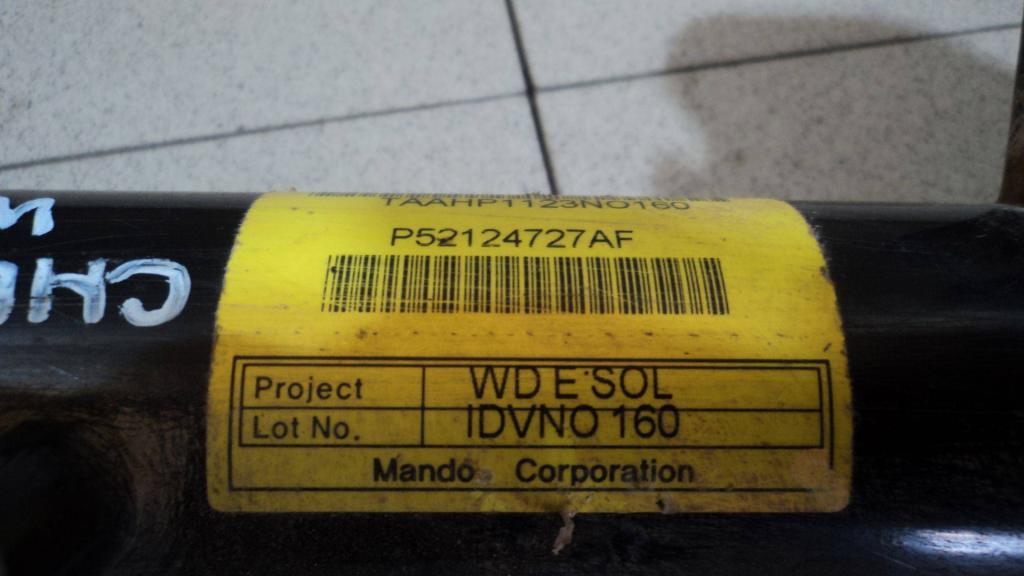 TAAHP1123NO160
P52124727AF
Project WD E SOL
Lot No. IDVNO 160
Mando Corporation